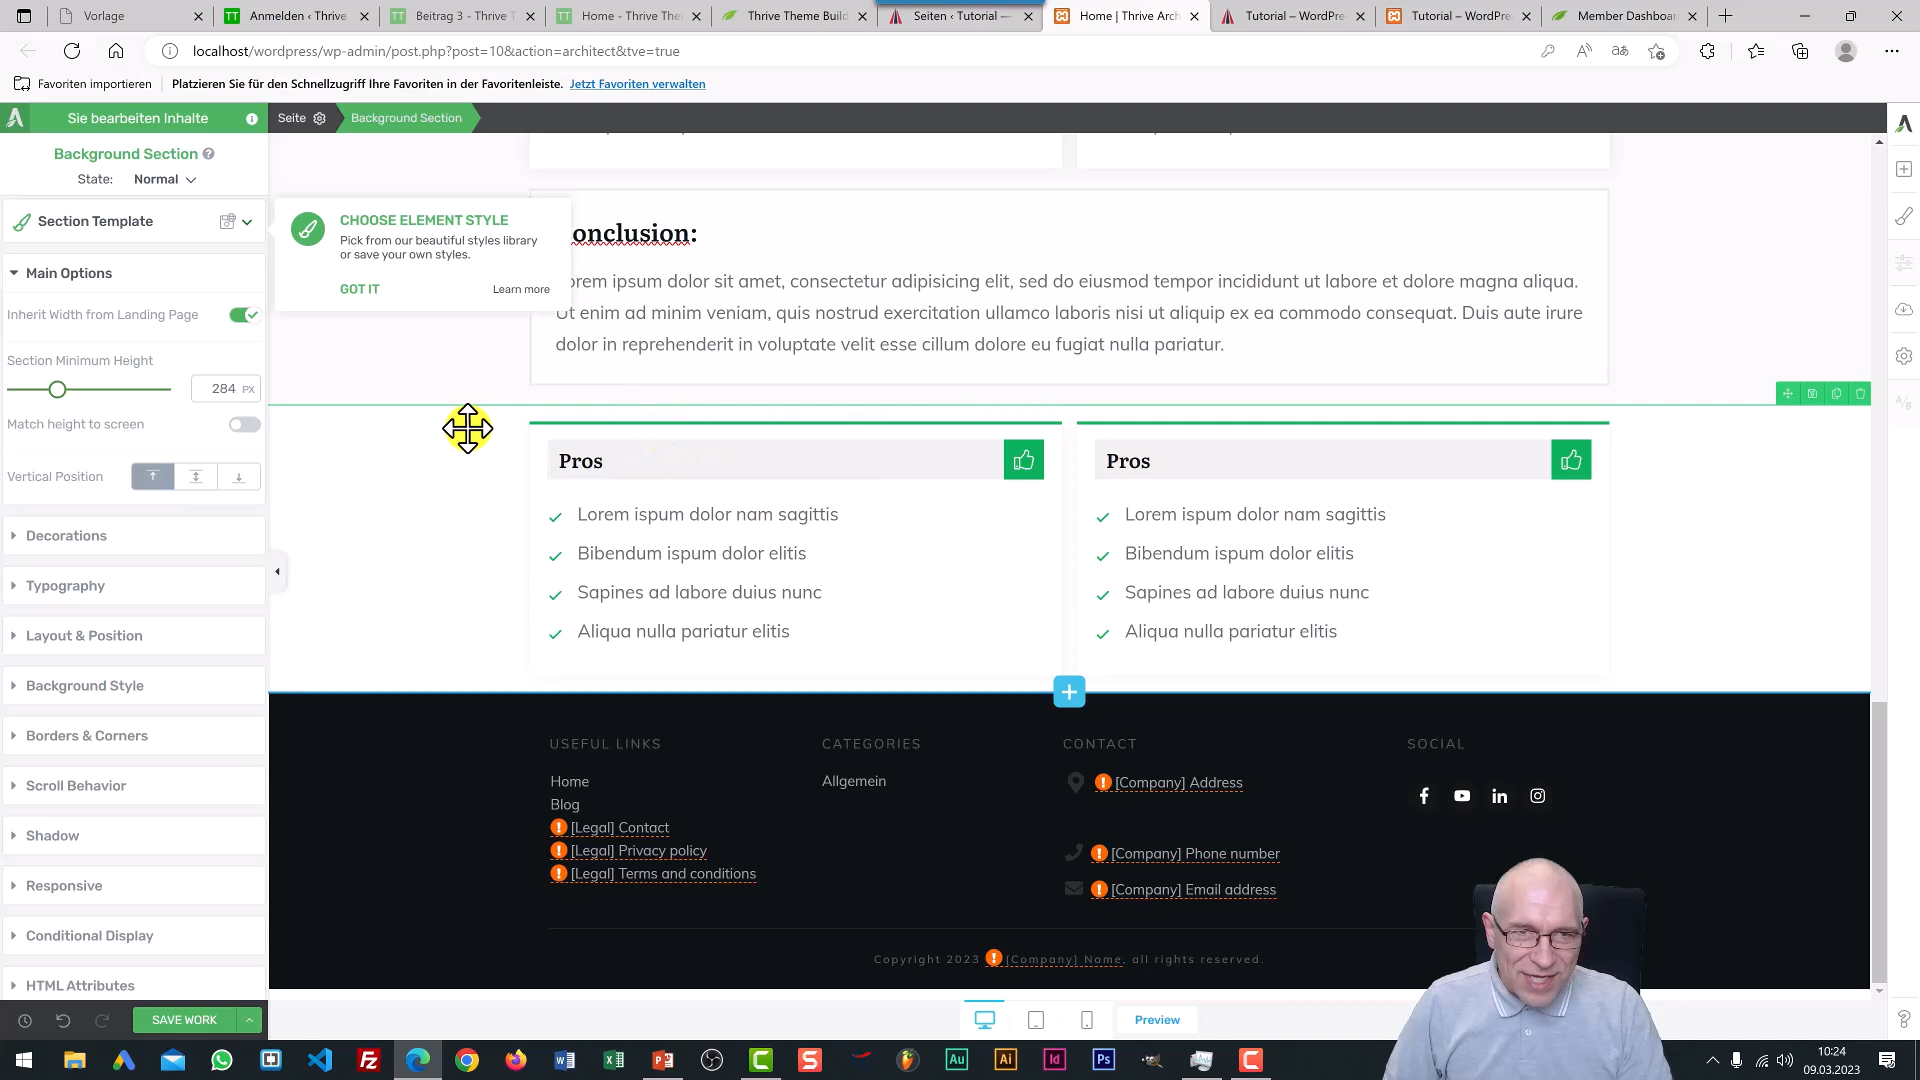 Vorlage
Anmelden ‹ Thrive
Beitrag 3 - Thrive T
Home - Thrive Them
Thrive Theme Build
Seiten ‹ Tutorial —
Home | Thrive Arch
Tutorial – WordPre
Tutorial – WordPre
Member Dashboar
localhost/wordpress/wp-admin/post.php?post=10&action=architect&tve=true
Favoriten importieren
Platzieren Sie für den Schnellzugriff Ihre Favoriten in der Favoritenleiste. Jetzt Favoriten verwalten
Sie bearbeiten Inhalte
Seite
Background Section
Background Section
State: Normal
Section Template
Main Options
Inherit Width from Landing Page
Section Minimum Height
284 PX
Match height to screen
Vertical Position
Decorations
Typography
Layout & Position
Background Style
Borders & Corners
Scroll Behavior
Shadow
Responsive
Conditional Display
HTML Attributes
SAVE WORK
CHOOSE ELEMENT STYLE
Pick from our beautiful styles library
or save your own styles.
GOT IT
Learn more
onclusion:
orem ipsum dolor sit amet, consectetur adipisicing elit, sed do eiusmod tempor incididunt ut labore et dolore magna aliqua.
Ut enim ad minim veniam, quis nostrud exercitation ullamco laboris nisi ut aliquip ex ea commodo consequat. Duis aute irure
dolor in reprehenderit in voluptate velit esse cillum dolore eu fugiat nulla pariatur.
Pros
Lorem ispum dolor nam sagittis
Bibendum ispum dolor elitis
Sapines ad labore duius nunc
Aliqua nulla pariatur elitis
Pros
Lorem ispum dolor nam sagittis
Bibendum ispum dolor elitis
Sapines ad labore duius nunc
Aliqua nulla pariatur elitis
USEFUL LINKS
Home
Blog
[Legal] Contact
[Legal] Privacy policy
[Legal] Terms and conditions
CATEGORIES
Allgemein
CONTACT
[Company] Address
[Company] Phone number
[Company] Email address
SOCIAL
Copyright 2023 [Company] Name, all rights reserved.
Preview
10:24
09.03.2023